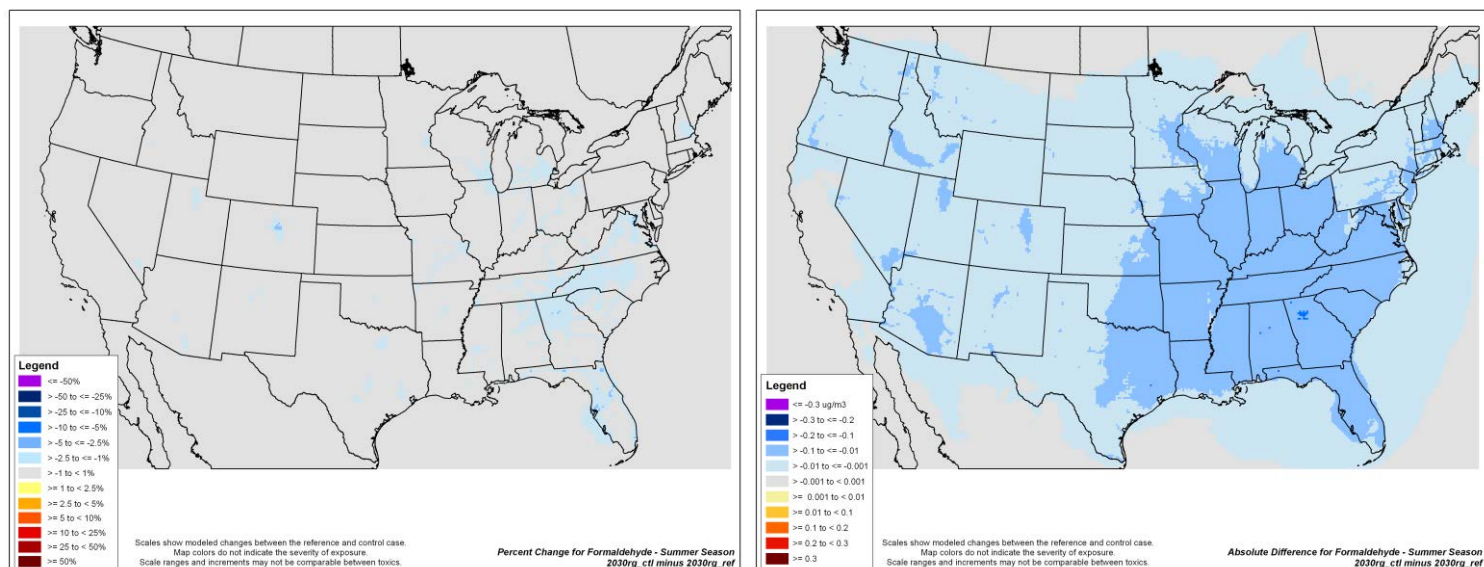 Legend
<= -50%
> -50 to <= -25%
> -25 to <= -10%
> -10 to <= -5%
> -5 to <= -2.5%
> -2.5 to <= -1%
> -1 to < 1%
>= 1 to < 2.5%
>= 2.5 to < 5%
>= 5 to < 10%
>= 10 to < 25%
>= 25 to < 50%
>= 50%
Scales show modeled changes between the reference and control case.
Map colors do not indicate the severity of exposure.
Scale ranges and increments may not be comparable between toxics.
Percent Change for Formaldehyde - Summer Season
2030rg_ctl minus 2030rg_ref
Legend
<= -0.3 ug/m3
> -0.3 to <= -0.2
> -0.2 to <= -0.1
> -0.1 to <= -0.01
> -0.01 to <= -0.001
> -0.001 to < 0.001
>= 0.001 to < 0.01
>= 0.01 to < 0.1
>= 0.1 to < 0.2
>= 0.2 to < 0.3
>= 0.3
Scales show modeled changes between the reference and control case.
Map colors do not indicate the severity of exposure.
Scale ranges and increments may not be comparable between toxics.
Absolute Difference for Formaldehyde - Summer Season
2030rg_ctl minus 2030rg_ref